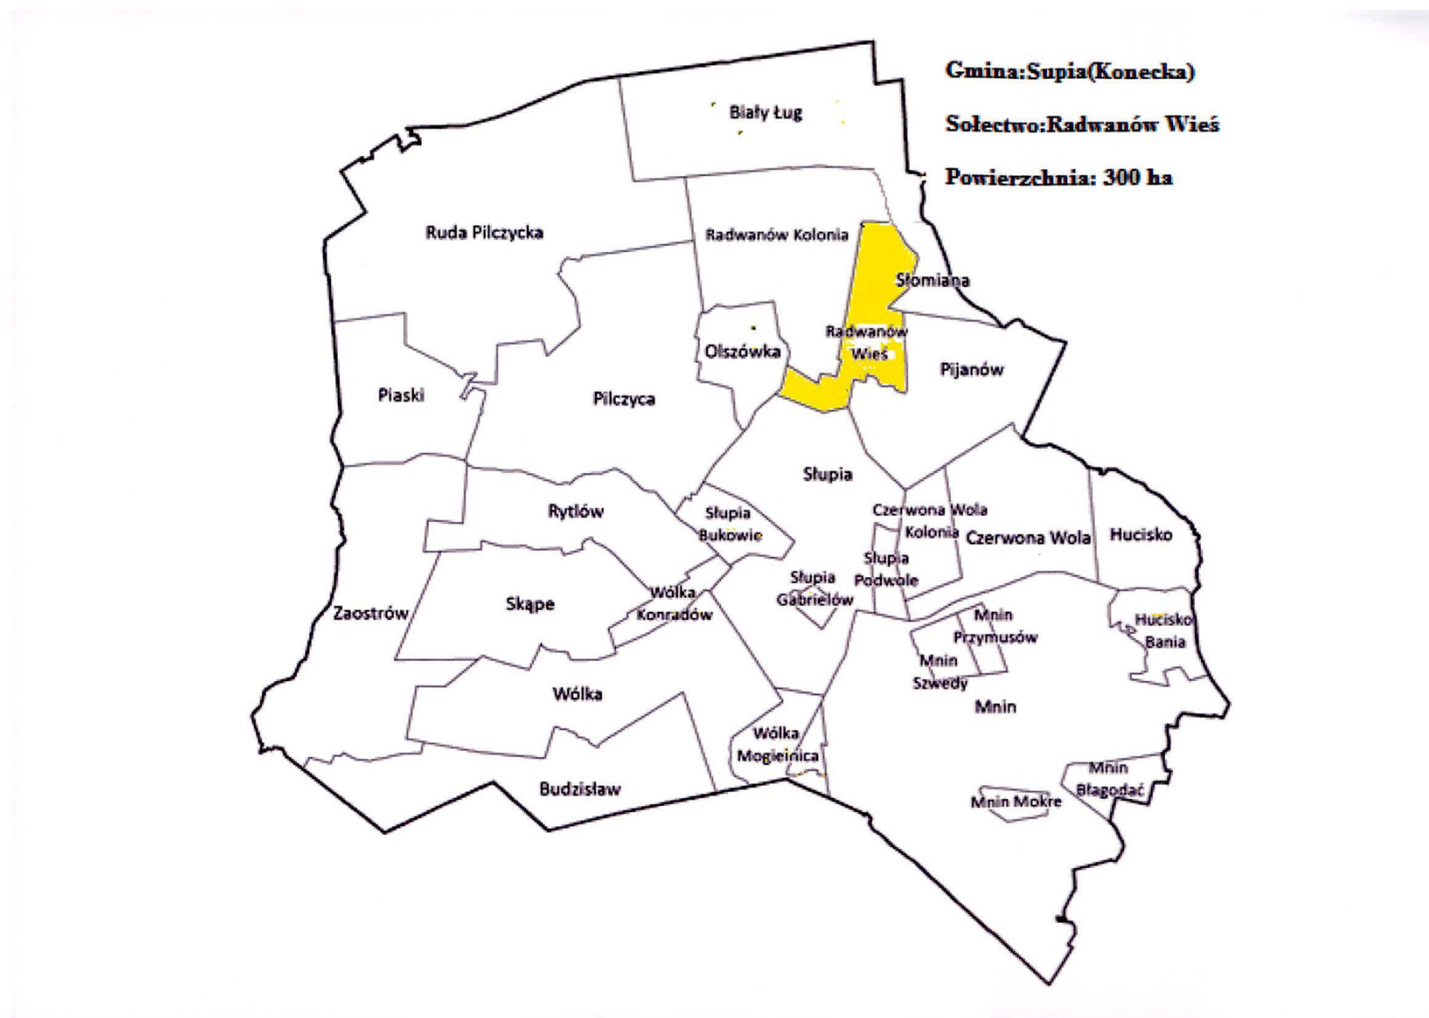 Gmina:Supia(Konecka)
Sołectwo:Radwanów Wieś
Powierzchnia: 300 ha
Biały Ług
Ruda Pilczycka
Radwanów Kolonia
Słomiana
Radwanów
Wieś
Olszówka
Pijanów
Piaski
Pilczyca
Słupia
Rytlów
Słupia
Bukowie
Czerwona Wola
Kolonia
Czerwona Wola
Hucisko
Słupia
Podwole
Słupia
Gabrielów
Zaostrów
Skąpe
Wólka
Konradów
Mnin
Przymusów
Hucisko
Bania
Mnin
Szwedy
Wólka
Mnin
Wólka
Mogielnica
Budzisław
Mnin
Błagodać
Mnin Mokre